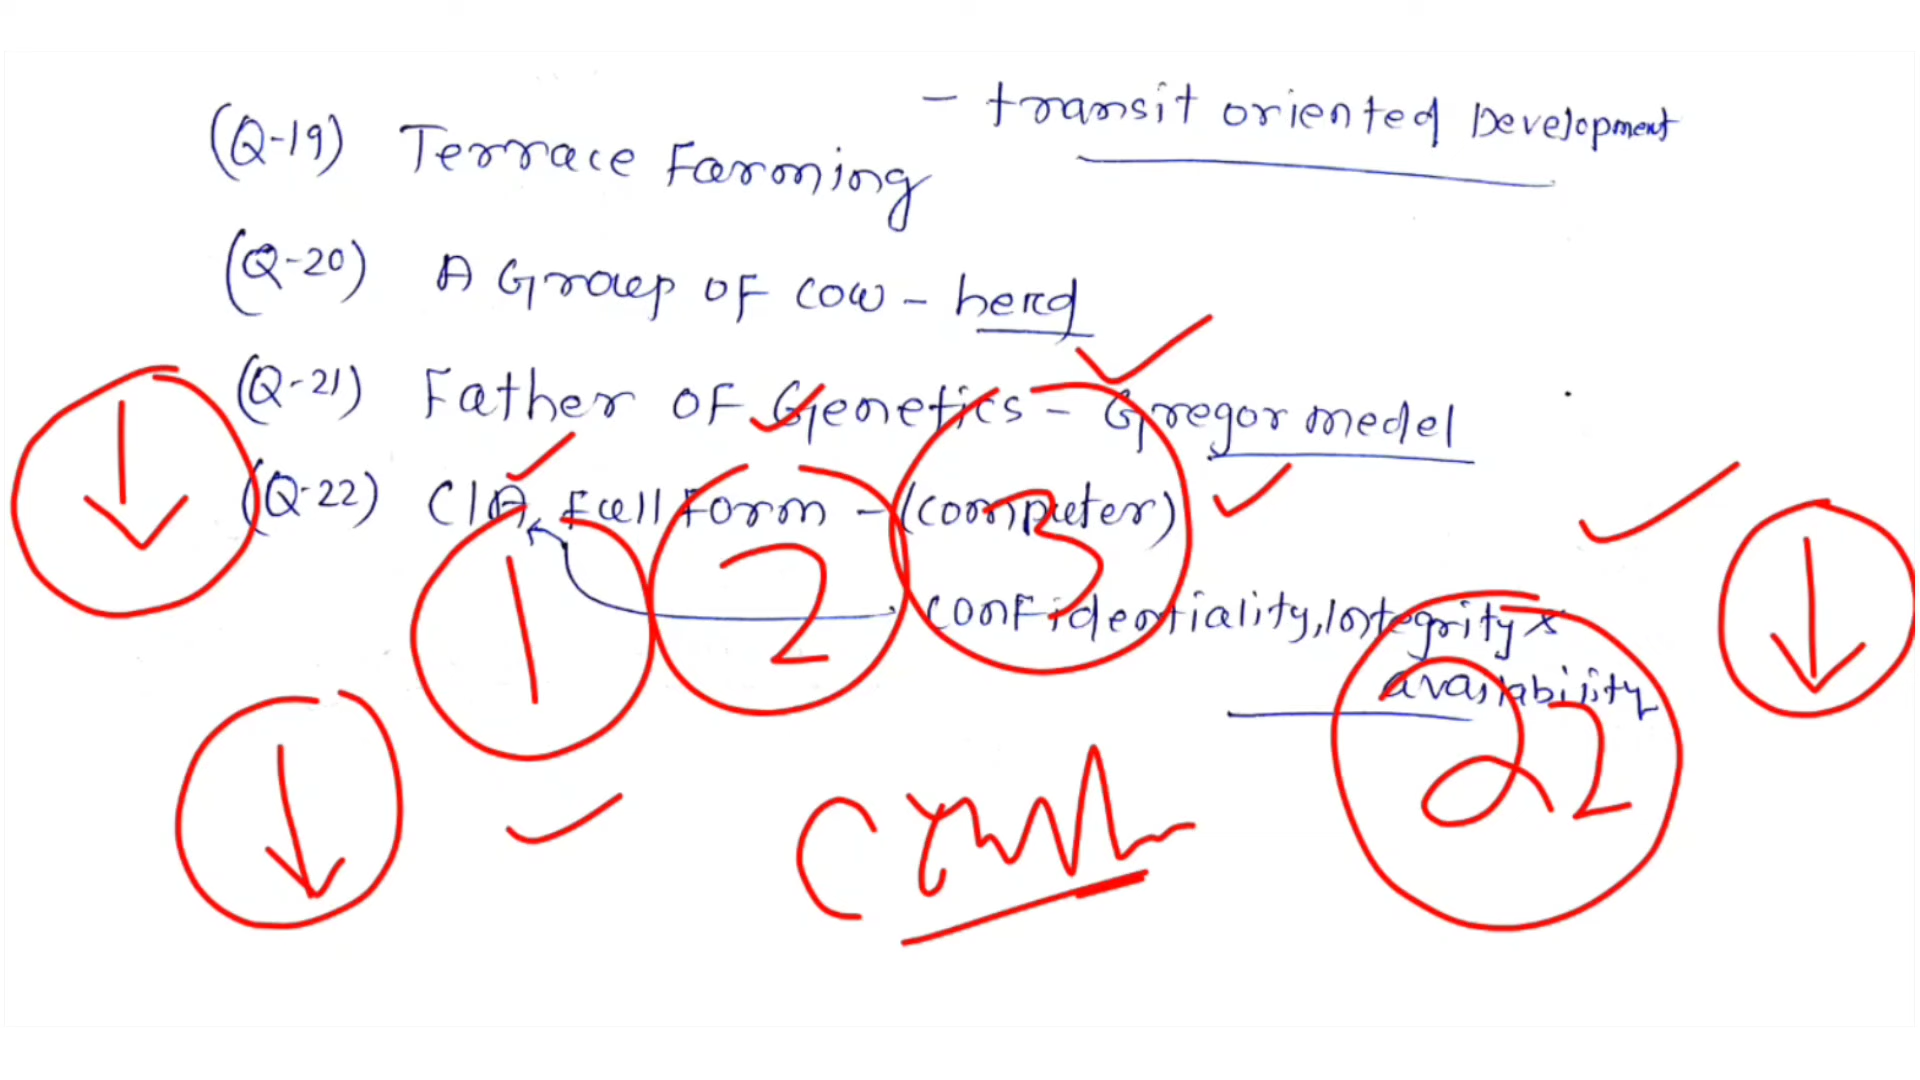 - transit oriented Development
(Q-19) Terrace Farming
(Q-20) A Group of cow - herd
(Q-21) Father of Genetics - Gregor medel
(Q-22) CIA full Form - (computer)
confidentiality, Integrity &
availability
1 2 3
22